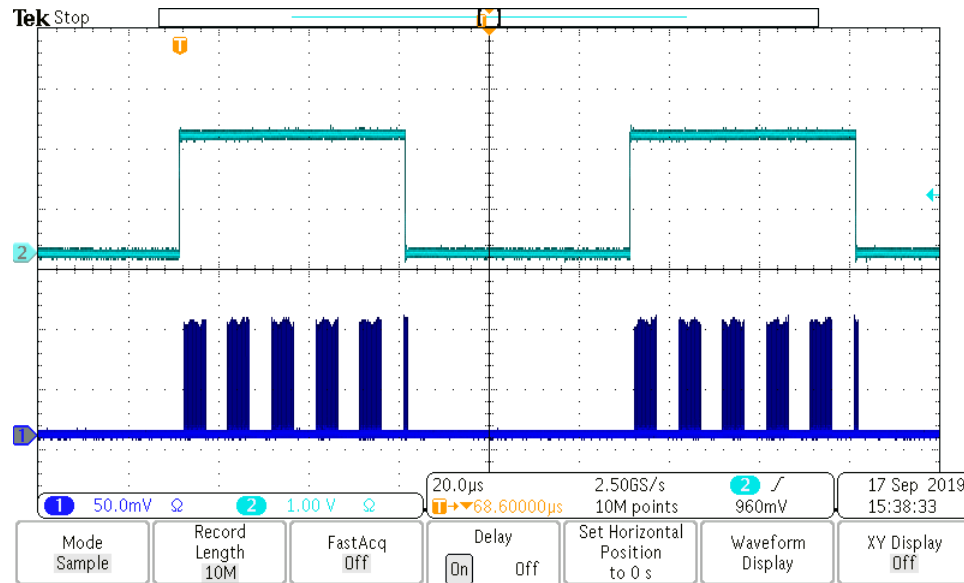 Tek Stop
T
T
2
1
1 50.0mV Ω 2 1.00 V Ω
20.0µs 2.50GS/s 2
T→▼68.60000µs 10M points 960mV
17 Sep 2019
15:38:33
Mode
Sample
Record
Length
10M
FastAcq
Off
Delay
On Off
Set Horizontal
Position
to 0 s
Waveform
Display
XY Display
Off